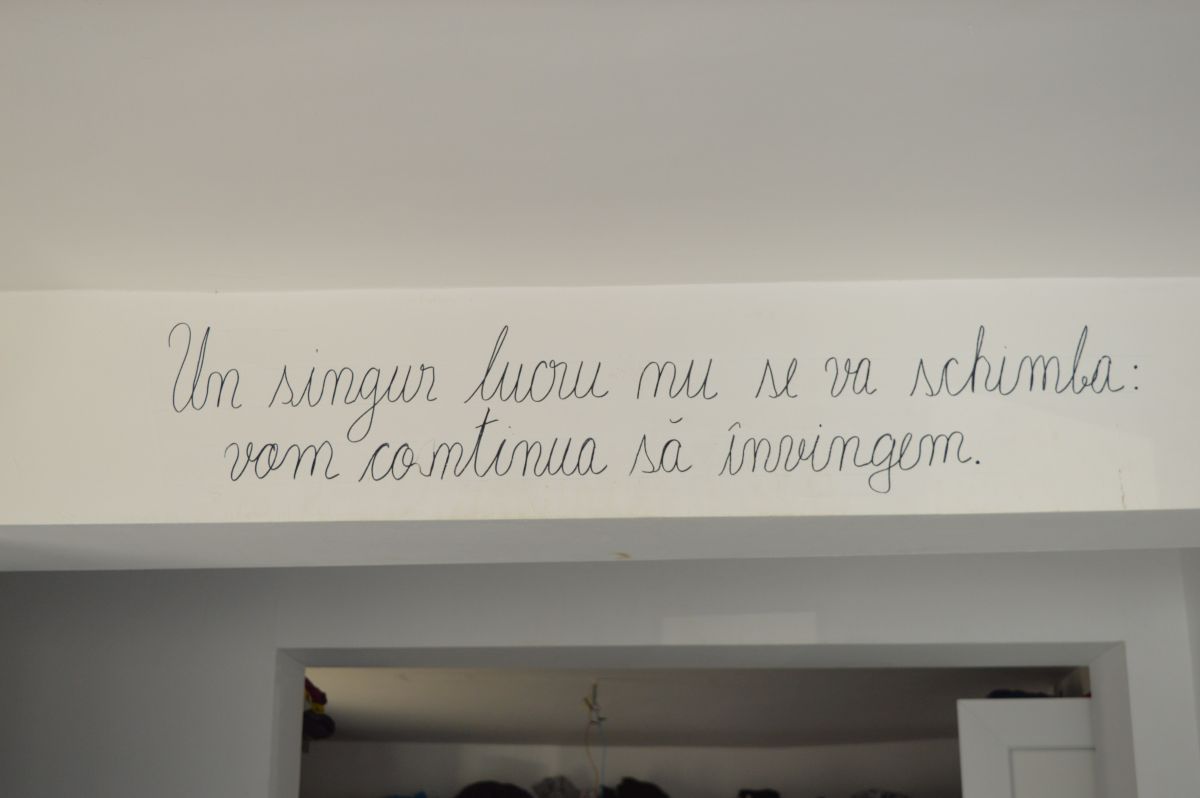 Un singur lucru nu se va schimba:
vom continua să învingem.